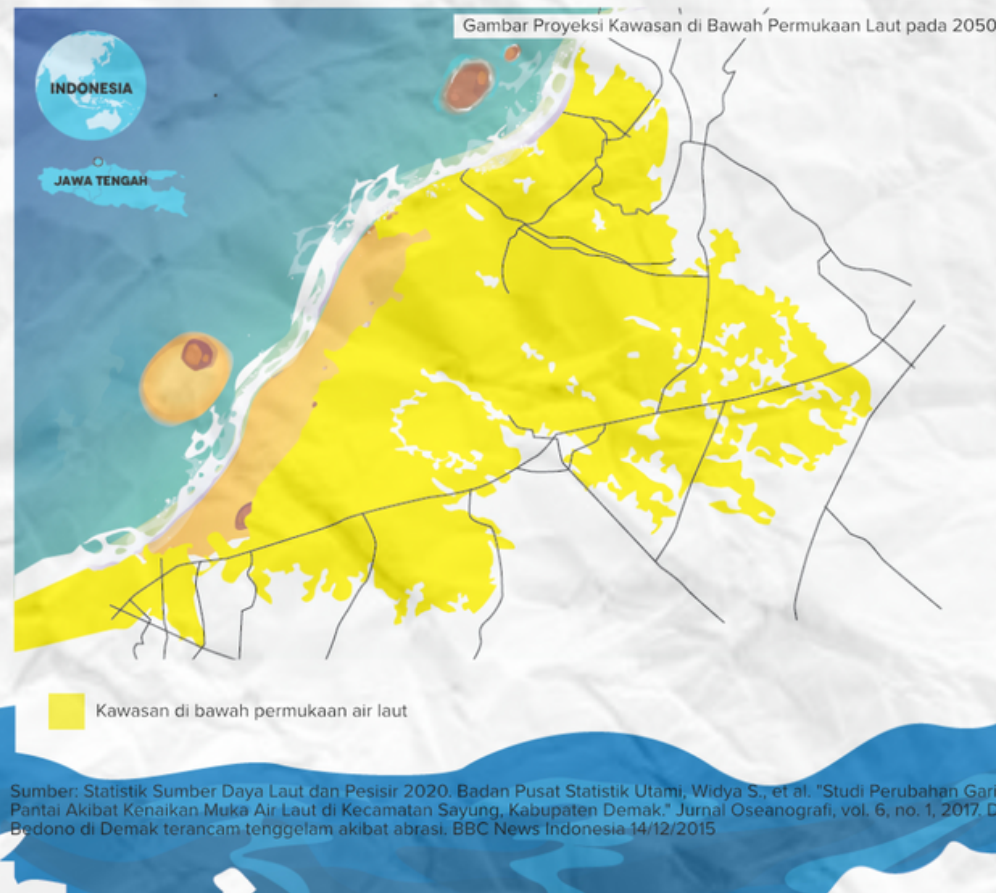 Gambar Proyeksi Kawasan di Bawah Permukaan Laut pada 2050
INDONESIA
JAWA TENGAH
Kawasan di bawah permukaan air laut
Sumber: Statistik Sumber Daya Laut dan Pesisir 2020. Badan Pusat Statistik Utami, Widya S., et al. "Studi Perubahan
Pantai Akibat Kenaikan Muka Air Laut di Kecamatan Sayung, Kabupaten Demak." Jurnal Oseanografi, vol. 6, no. 1, 2017.
Bedono di Demak terancam tenggelam akibat abrasi. BBC News Indonesia 14/12/2015